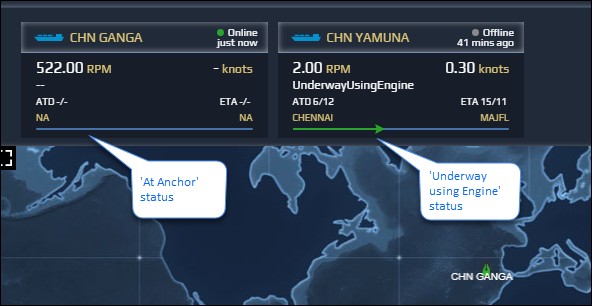 CHN GANGA
Online
just now
522.00 RPM
- knots
--
ATD -/-
ETA -/-
NA
NA
CHN YAMUNA
Offline
41 mins ago
2.00 RPM
0.30 knots
UnderwayUsingEngine
ATD 6/12
ETA 15/11
CHENNAI
MAJFL
'At Anchor'
status
'Underway
using Engine'
status
CHN GANGA